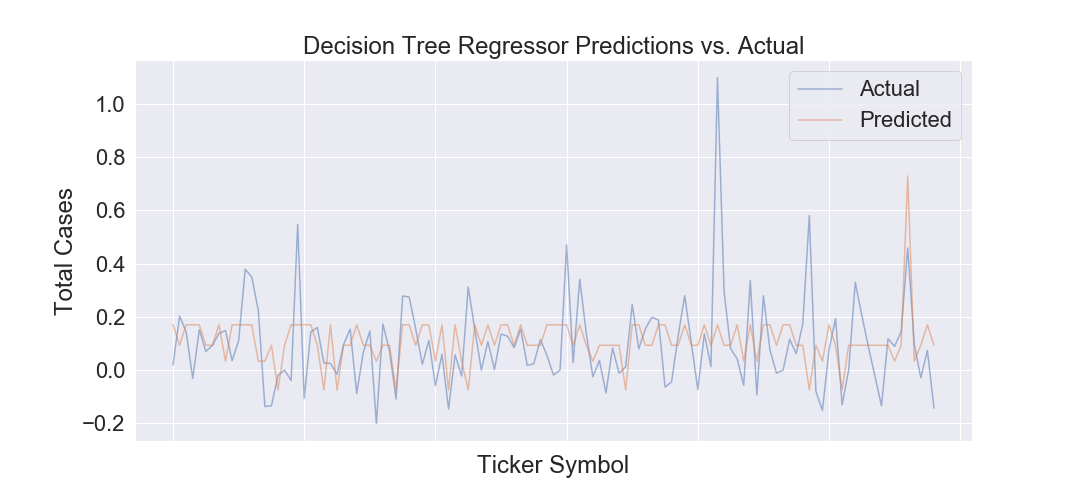 Decision Tree Regressor Predictions vs. Actual
Actual
Predicted
1.0
0.8
0.6
0.4
0.2
0.0
−0.2
Total Cases
Ticker Symbol